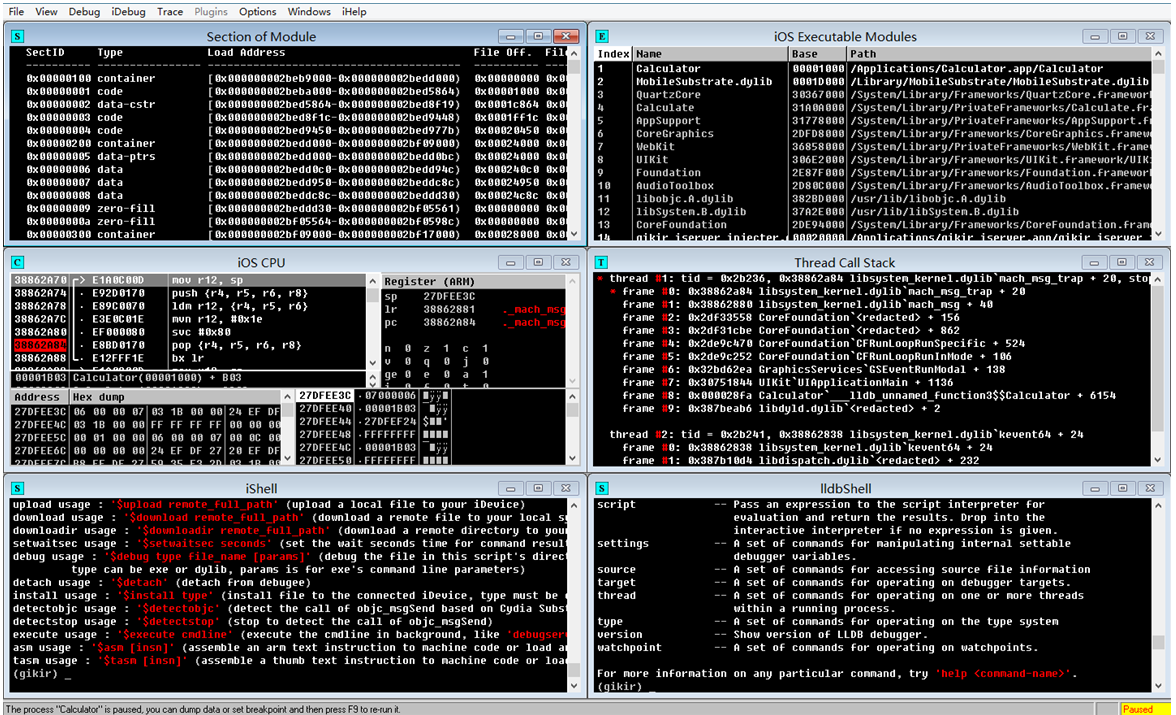 File View Debug iDebug Trace Plugins Options Windows iHelp
Section of Module
SectID Type Load Address File Off. Fil
0x00000100 container [0x000000002beb9000-0x000000002bedd000) 0x00000000 0x0
0x00000001 code [0x000000002beba000-0x000000002bed5864) 0x00001000 0x0
0x00000002 data-cstr [0x000000002bed5864-0x000000002bed8f19) 0x0001c864 0x0
0x00000003 code [0x000000002bed8f1c-0x000000002bed9448) 0x0001ff1c 0x0
0x00000004 code [0x000000002bed9450-0x000000002bed977b) 0x00020450 0x0
0x00000200 container [0x000000002bedd000-0x000000002bf09000) 0x00024000 0x0
0x00000005 data-ptrs [0x000000002bedd000-0x000000002bedd0bc) 0x00024000 0x0
0x00000006 data [0x000000002bedd0c0-0x000000002bedd94c) 0x000240c0 0x0
0x00000007 data [0x000000002bedd950-0x000000002beddc8c) 0x00024950 0x0
0x00000008 data [0x000000002beddc8c-0x000000002beddd30) 0x00024c8c 0x0
0x00000009 zero-fill [0x000000002beddd30-0x000000002bf05561) 0x00000000 0x0
0x0000000a zero-fill [0x000000002bf05564-0x000000002bf0598c) 0x00000000 0x0
0x00000300 container [0x000000002bf09000-0x000000002bf17000) 0x00028000 0x0
iOS Executable Modules
Index Name Base Path
1 Calculator 00001000 /Applications/Calculator.app/Calculator
2 MobileSubstrate.dylib 0001D000 /Library/MobileSubstrate/MobileSubstrate.dylib
3 QuartzCore 30367000 /System/Library/Frameworks/QuartzCore.framewor
4 Calculate 31A0A000 /System/Library/PrivateFrameworks/Calculate.fra
5 AppSupport 31778000 /System/Library/PrivateFrameworks/AppSupport.fr
6 CoreGraphics 2DFD8000 /System/Library/Frameworks/CoreGraphics.framew
7 WebKit 36858000 /System/Library/PrivateFrameworks/WebKit.frame
8 UIKit 306E2000 /System/Library/Frameworks/UIKit.framework/UIK
9 Foundation 2E87F000 /System/Library/Frameworks/Foundation.framewor
10 AudioToolbox 2D80C000 /System/Library/Frameworks/AudioToolbox.framew
11 libobjc.A.dylib 382BD000 /usr/lib/libobjc.A.dylib
12 libSystem.B.dylib 37A2E000 /usr/lib/libSystem.B.dylib
13 CoreFoundation 2DE94000 /System/Library/Frameworks/CoreFoundation.fram
14 gikir_iserver_injecter.d 00020000 /Applications/gikir_iserver.app/gikir_iserver
iOS CPU
38862A70 E1A0C00D mov r12, sp
38862A74 . E92D0170 push {r4, r5, r6, r8}
38862A78 . E89C0070 ldm r12, {r4, r5, r6}
38862A7C . E3E0C01E mvn r12, #0x1e
38862A80 . EF000080 svc #0x80
38862A84 . E8BD0170 pop {r4, r5, r6, r8}
38862A88 . E12FFF1E bx lr
00001B03 Calculator(00001000) + B03
Register (ARM)
sp 27DFEE3C
lr 38862881 ._mach_msg
pc 38862A84 ._mach_msg
n 0 z 1 c 1
v 0 q 0 j 0
ge 0 e 0 a 1
Address Hex dump
27DFEE3C 06 00 00 07 03 1B 00 00 24 EF DF
27DFEE4C 03 1B 00 00 FF FF FF FF 00 00 00
27DFEE5C 00 01 00 00 06 00 00 07 00 0C 00
27DFEE6C 00 00 00 00 24 EF DF 27 20 EF DF
27DFEE3C . 07000006
27DFEE40 . 00001B03
27DFEE44 . 27DFEF24
27DFEE48 . FFFFFFFF
27DFEE4C . 00001B03
27DFEE50 . FFFFFFFF
Thread Call Stack
* thread #1: tid = 0x2b236, 0x38862a84 libsystem_kernel.dylib`mach_msg_trap + 20, stop
* frame #0: 0x38862a84 libsystem_kernel.dylib`mach_msg_trap + 20
frame #1: 0x38862880 libsystem_kernel.dylib`mach_msg + 40
frame #2: 0x2df33558 CoreFoundation`<redacted> + 156
frame #3: 0x2df31cbe CoreFoundation`<redacted> + 862
frame #4: 0x2de9c470 CoreFoundation`CFRunLoopRunSpecific + 524
frame #5: 0x2de9c252 CoreFoundation`CFRunLoopRunInMode + 106
frame #6: 0x32bd62ea GraphicsServices`GSEventRunModal + 138
frame #7: 0x30751844 UIKit`UIApplicationMain + 1136
frame #8: 0x000028fa Calculator`___lldb_unnamed_function3$$Calculator + 6154
frame #9: 0x387beab6 libdyld.dylib`<redacted> + 2
thread #2: tid = 0x2b241, 0x38862838 libsystem_kernel.dylib`kevent64 + 24
frame #0: 0x38862838 libsystem_kernel.dylib`kevent64 + 24
frame #1: 0x387b10d4 libdispatch.dylib`<redacted> + 232
iShell
upload usage : '$upload remote_full_path' (upload a local file to your iDevice)
download usage : '$download remote_full_path' (download a remote file to your local sy
downloadir usage : '$downloadir remote_full_path' (download a remote directory to your
setwaitsec usage : '$setwaitsec seconds' (set the wait seconds time for command result
debug usage : '$debug type file_name [params]' (debug the file in this script's direct
type can be exe or dylib, params is for exe's command line parameters)
detach usage : '$detach' (detach from debugee)
install usage : '$install type' (install file to the connected iDevice, type must be d
detectobjc usage : '$detectobjc' (detect the call of objc_msgSend based on Cydia Subst
detectstop usage : '$detectstop' (stop to detect the call of objc_msgSend)
execute usage : '$execute cmdline' (execute the cmdline in background, like 'debugserv
asm usage : '$asm [insn]' (assemble an arm text instruction to machine code or load an
tasm usage : '$tasm [insn]' (assemble a thumb text instruction to machine code or load
(gikir) _
lldbShell
script -- Pass an expression to the script interpreter for
evaluation and return the results. Drop into the
interactive interpreter if no expression is given.
settings -- A set of commands for manipulating internal settable
debugger variables.
source -- A set of commands for accessing source file information
target -- A set of commands for operating on debugger targets.
thread -- A set of commands for operating on one or more threads
within a running process.
type -- A set of commands for operating on the type system
version -- Show version of LLDB debugger.
watchpoint -- A set of commands for operating on watchpoints.
For more information on any particular command, try 'help <command-name>'.
(gikir) _
The process "Calculator" is paused, you can dump data or set breakpoint and then press F9 to re-run it.
Paused